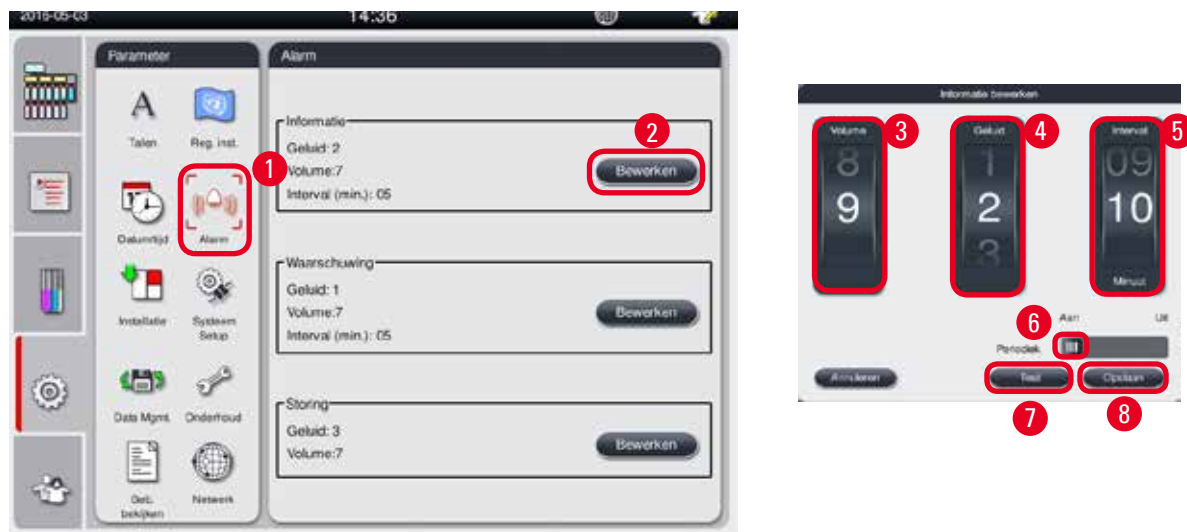 2016-05-03 14:36
Parameter
Talen Reg. inst.
1
Datum/tijd Alarm
Installatie Systeem Setup
Data Mgmt. Onderhoud
Geb. bekijken Netwerk
Alarm
Informatie
Geluid: 2
Volume:7
Interval (min.): 05
2
Bewerken
Waarschuwing
Geluid: 1
Volume:7
Interval (min.): 05
Bewerken
Storing
Geluid: 3
Volume:7
Bewerken
Informatie bewerken
Volume 3 Geluid 4 Interval 5
8 1 09
9 2 10
3
Minuut
6 Aan Uit
Periodiek
Annuleren Test Opslaan
7 8